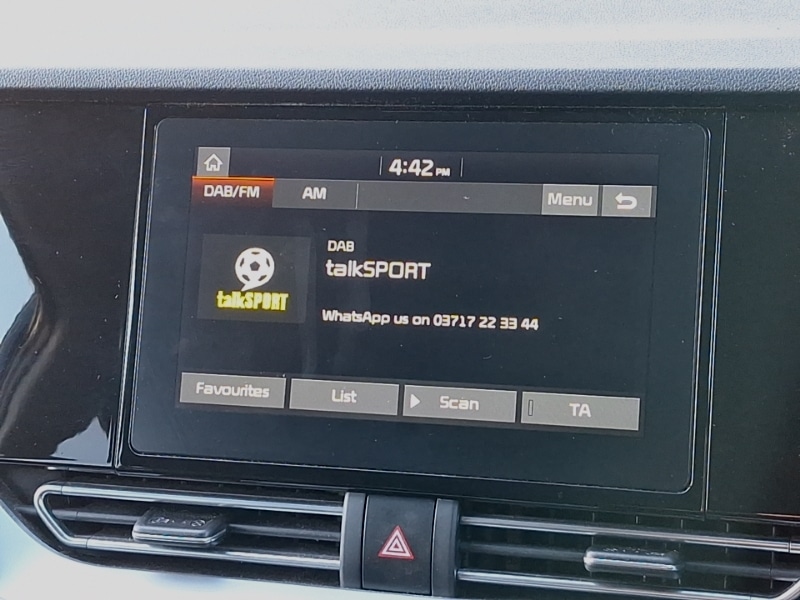 4:42 PM
DAB/FM AM Menu
DAB
talkSPORT
talkSPORT
WhatsApp us on 03717 22 33 44
Favourites List Scan TA